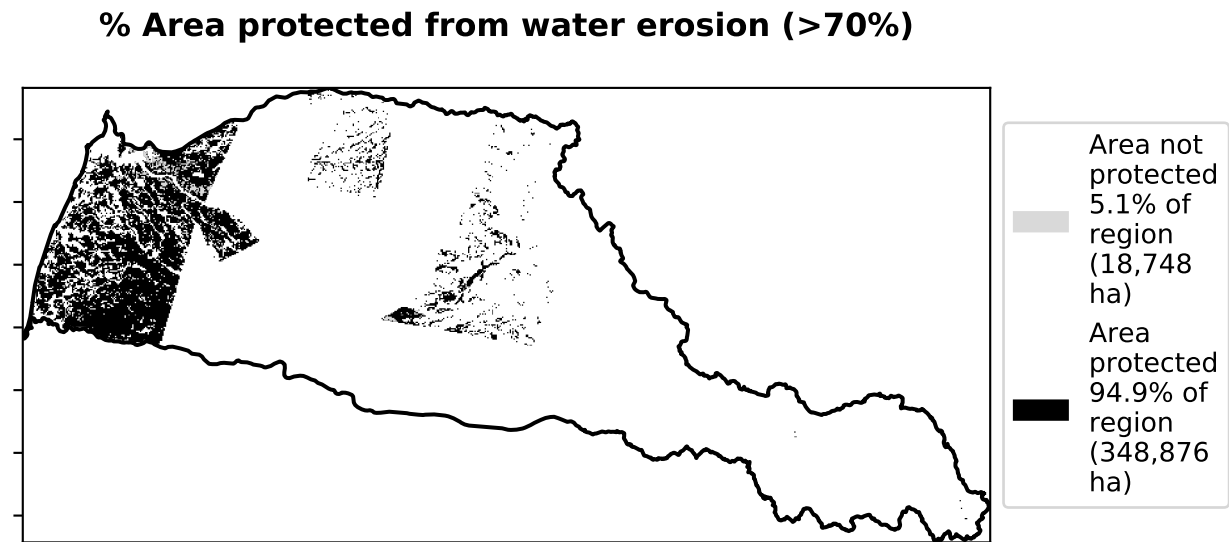 % Area protected from water erosion (>70%)
Area not
protected
5.1% of
region
(18,748
ha)
Area
protected
94.9% of
region
(348,876
ha)